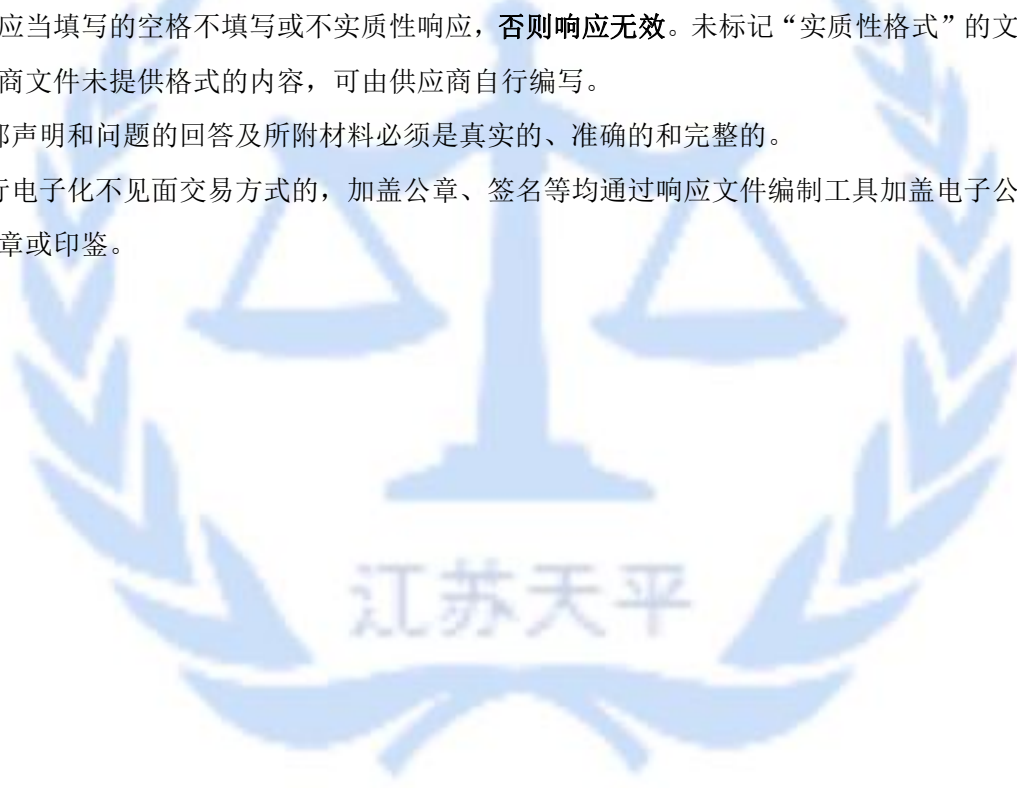 应当填写的空格不填写或不实质性响应，否则响应无效。未标记“实质性格式”的文
商文件未提供格式的内容，可由供应商自行编写。
部声明和问题的回答及所附材料必须是真实的、准确的和完整的。
行电子化不见面交易方式的，加盖公章、签名等均通过响应文件编制工具加盖电子公
章或印鉴。
江苏天平